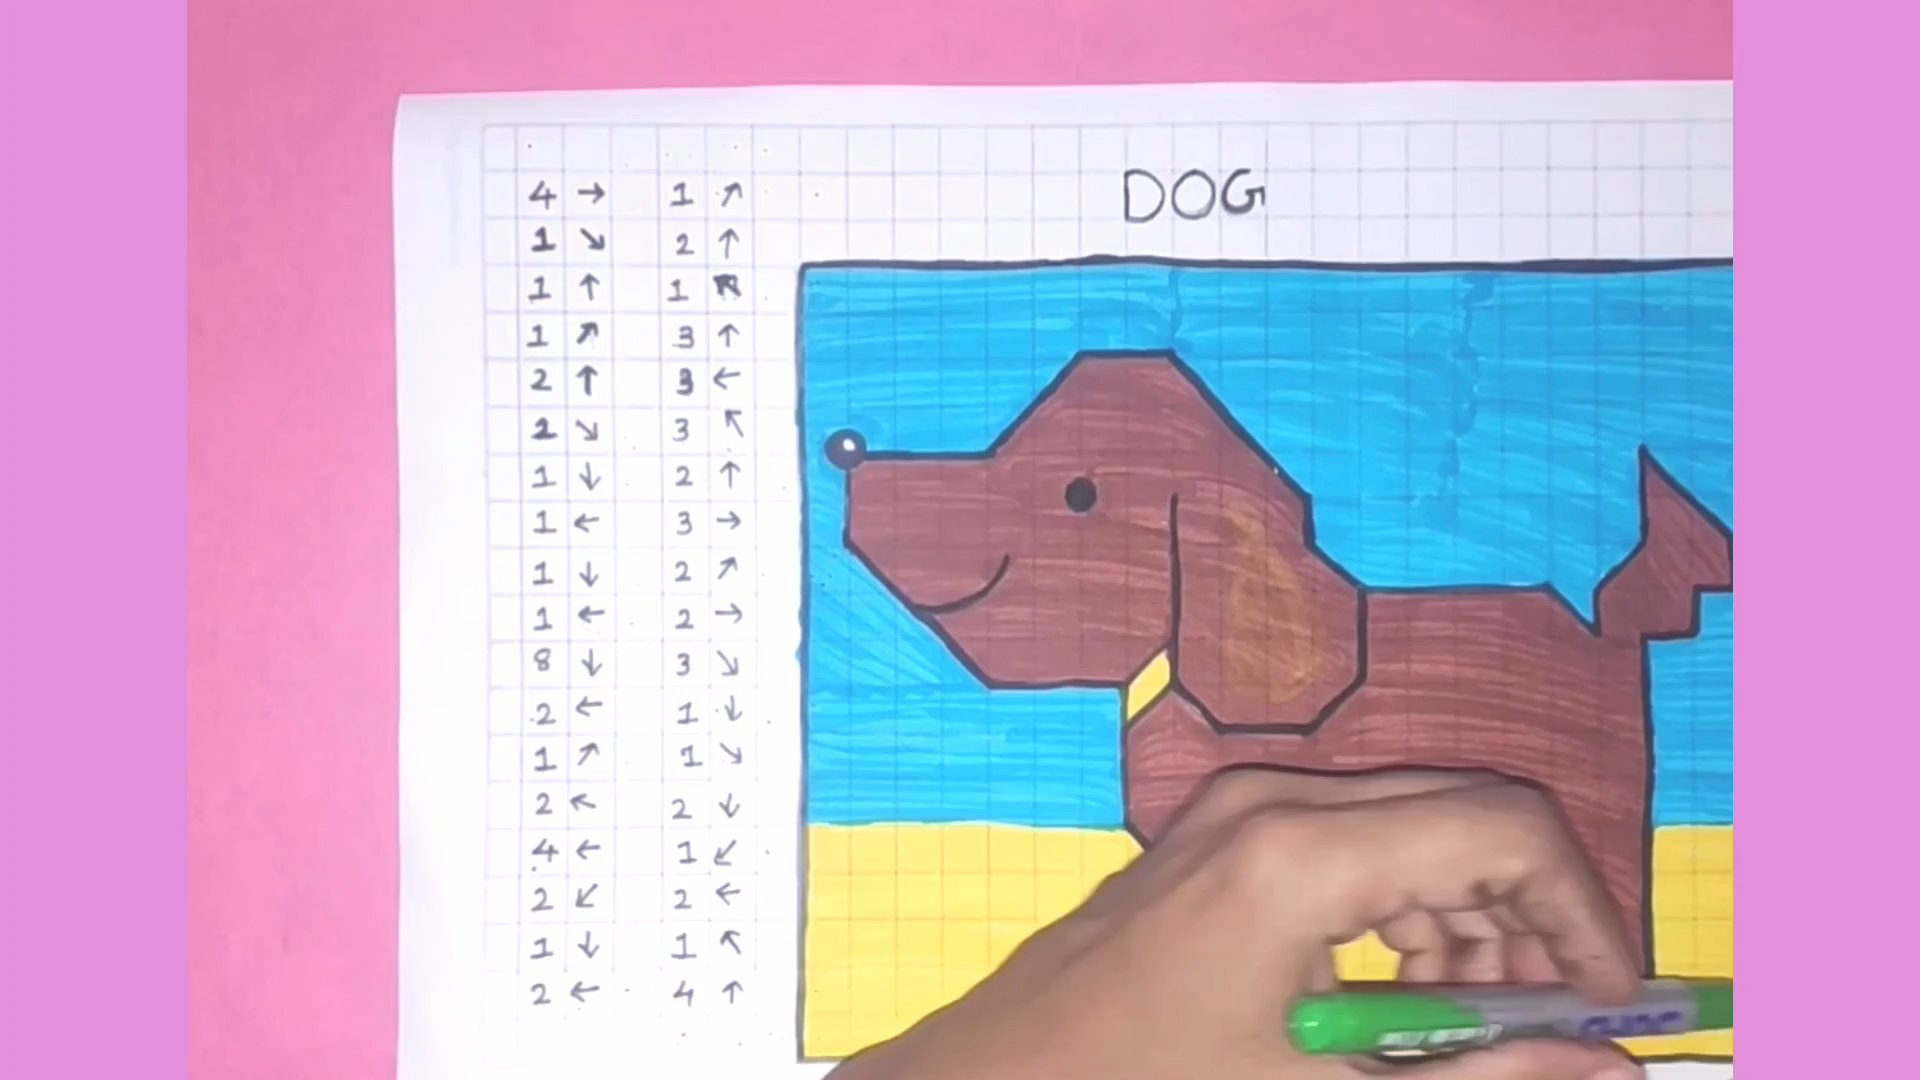 DOG
4 → 1 ↗
1 ↘ 2 ↑
1 ↑ 1 ↖
1 ↗ 3 ↑
2 ↑ 3 ←
2 ↘ 3 ↖
1 ↓ 2 ↑
1 ← 3 →
1 ↓ 2 ↗
1 ← 2 →
8 ↓ 3 ↘
2 ← 1 ↓
1 ↗ 1 ↘
2 ↖ 2 ↓
4 ← 1 ↙
2 ↙ 2 ←
1 ↓ 1 ↖
2 ← 4 ↑